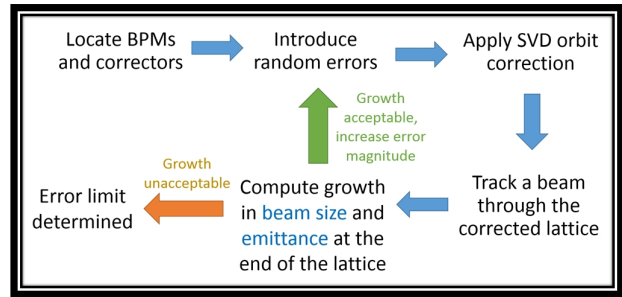 Locate BPMs
and correctors
Introduce
random errors
Apply SVD orbit
correction
Growth
acceptable,
increase error
magnitude
Track a beam
through the
corrected lattice
Compute growth
in beam size and
emittance at the
end of the lattice
Growth
unacceptable
Error limit
determined